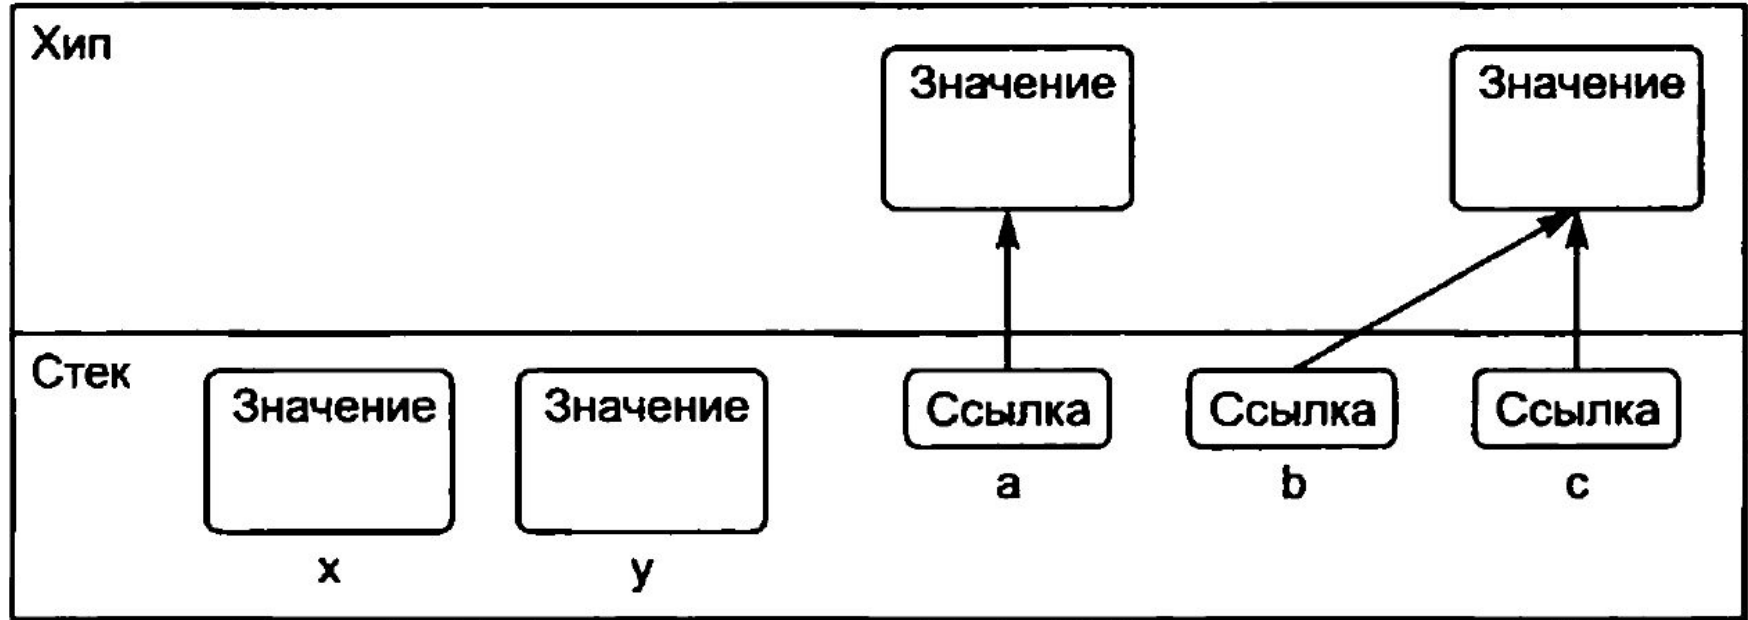 Хип
Значение
Значение
Стек
Значение
Значение
Ссылка
Ссылка
Ссылка
a
b
c
x
y